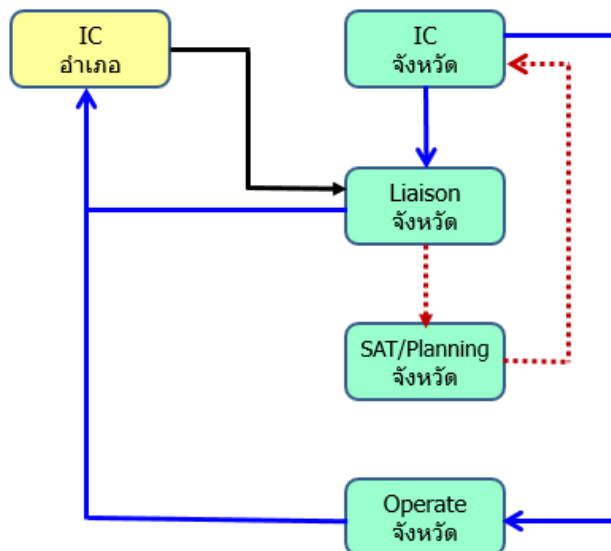 IC
อำเภอ
IC
จังหวัด
Liaison
จังหวัด
SAT/Planning
จังหวัด
Operate
จังหวัด